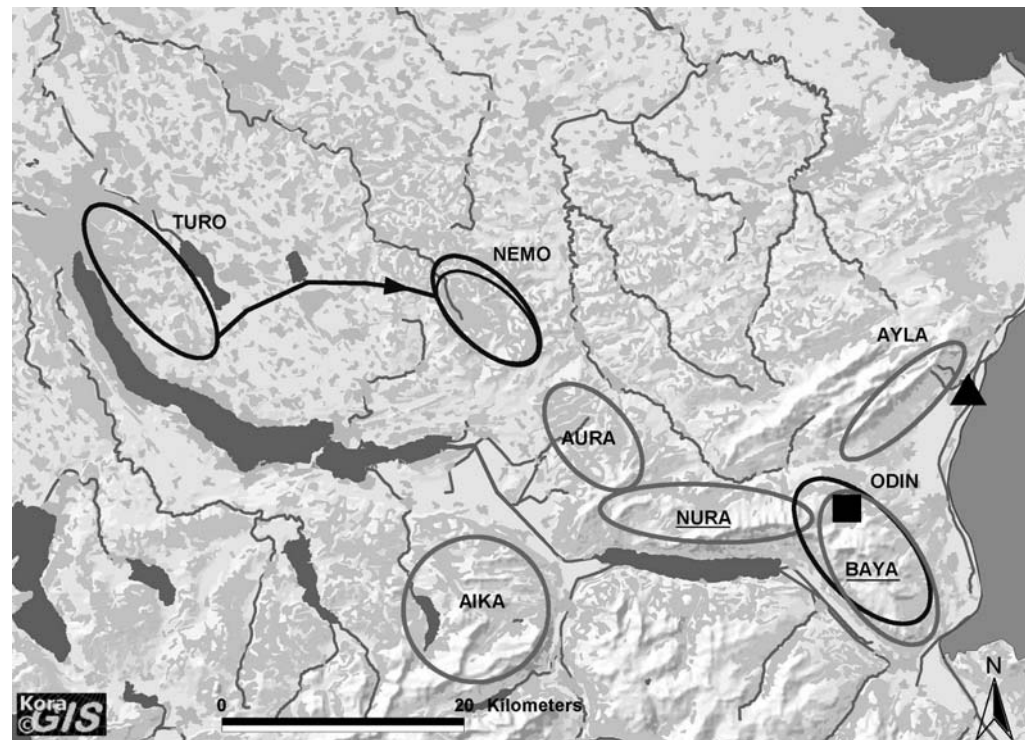 TURO
NEMO
AYLA
AURA
ODIN
NURA
BAYA
AIKA
N
Kora
© GIS
0 20 Kilometers